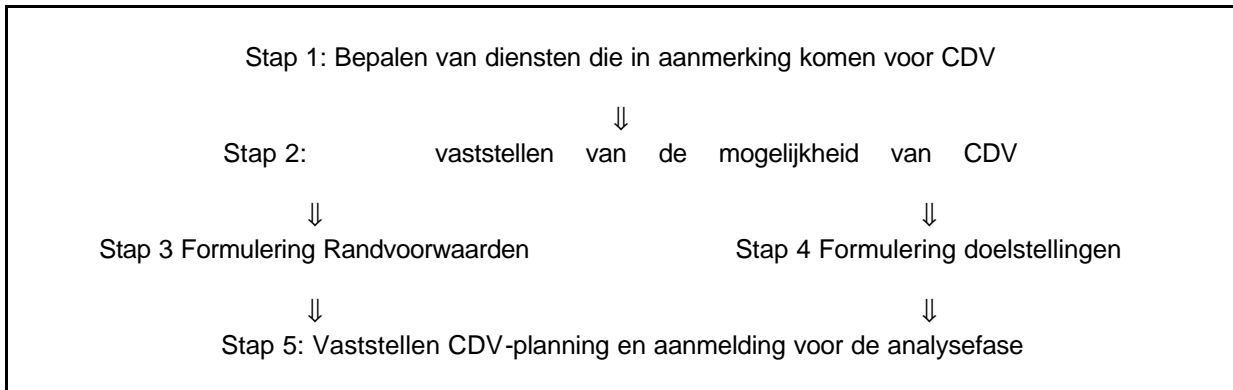 Stap 1: Bepalen van diensten die in aanmerking komen voor CDV
⇓
Stap 2: vaststellen van de mogelijkheid van CDV
⇓ ⇓
Stap 3 Formulering Randvoorwaarden Stap 4 Formulering doelstellingen
⇓ ⇓
Stap 5: Vaststellen CDV-planning en aanmelding voor de analysefase